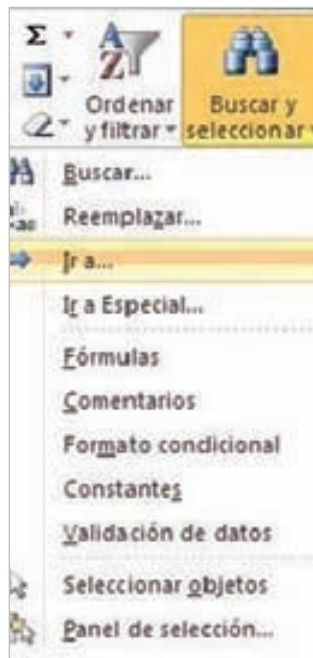 Σ
Ordenar y filtrar
Buscar y seleccionar
Buscar...
Reemplazar...
Ir a...
Ir a Especial...
Fórmulas
Comentarios
Formato condicional
Constantes
Validación de datos
Seleccionar objetos
Panel de selección...